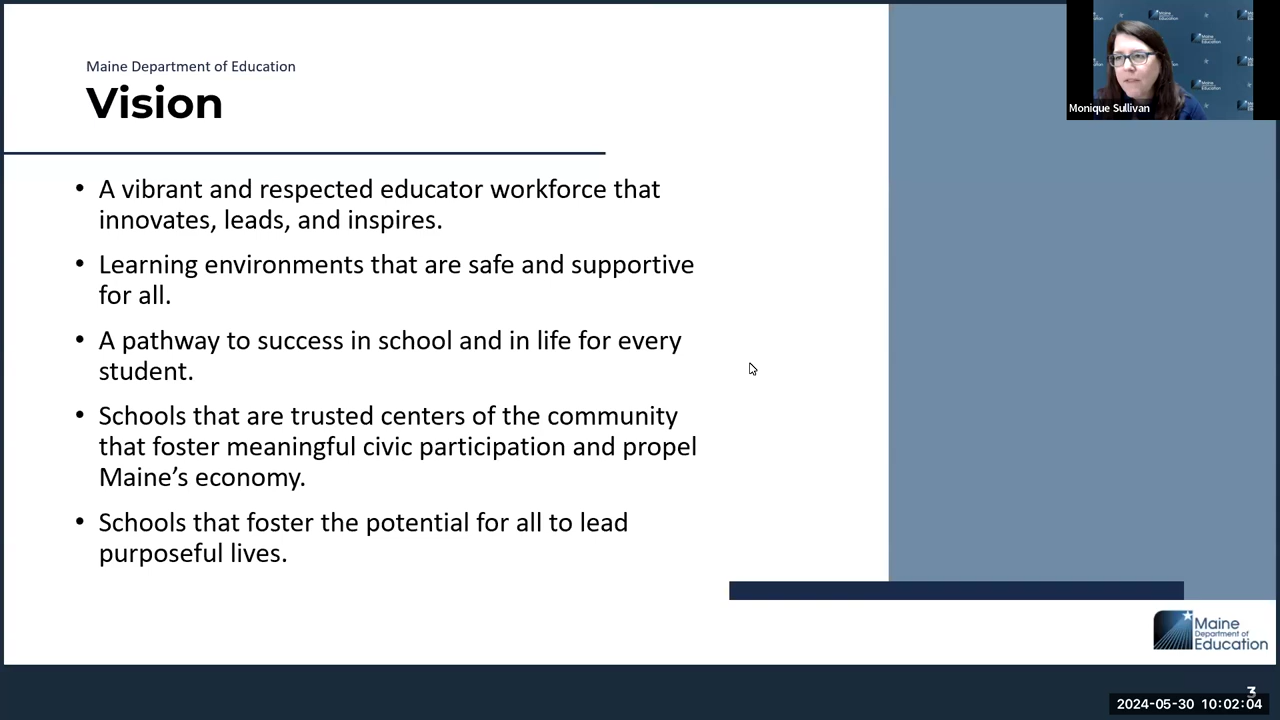 Maine Department of Education
Vision
• A vibrant and respected educator workforce that
innovates, leads, and inspires.
• Learning environments that are safe and supportive
for all.
• A pathway to success in school and in life for every
student.
• Schools that are trusted centers of the community
that foster meaningful civic participation and propel
Maine’s economy.
• Schools that foster the potential for all to lead
purposeful lives.
Monique Sullivan
Maine
Department of
Education
3
2024-05-30 10:02:04